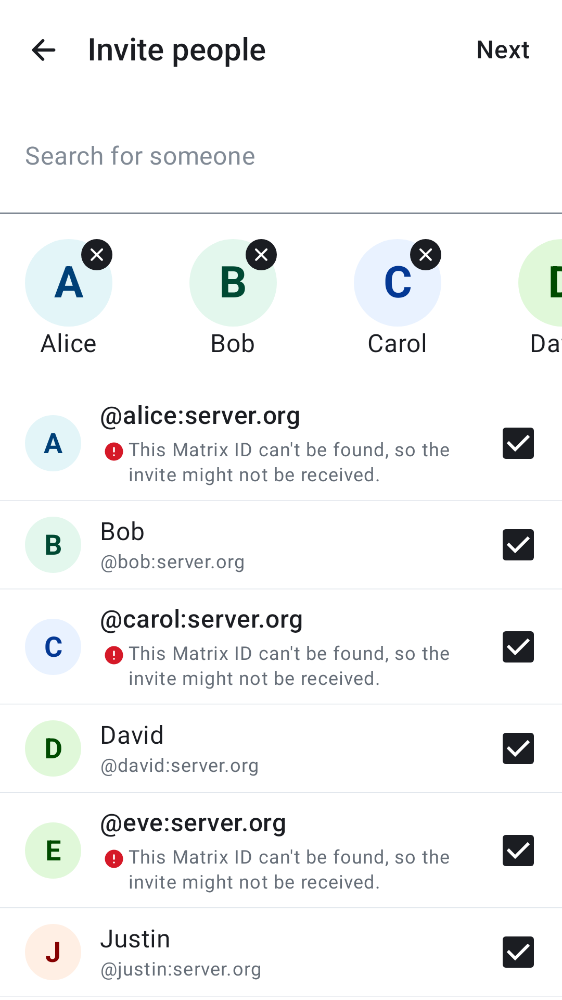 Invite people
Next
Search for someone
A
B
C
D
Alice
Bob
Carol
Da
A
@alice:server.org
This Matrix ID can't be found, so the
invite might not be received.
B
Bob
@bob:server.org
C
@carol:server.org
This Matrix ID can't be found, so the
invite might not be received.
D
David
@david:server.org
E
@eve:server.org
This Matrix ID can't be found, so the
invite might not be received.
J
Justin
@justin:server.org